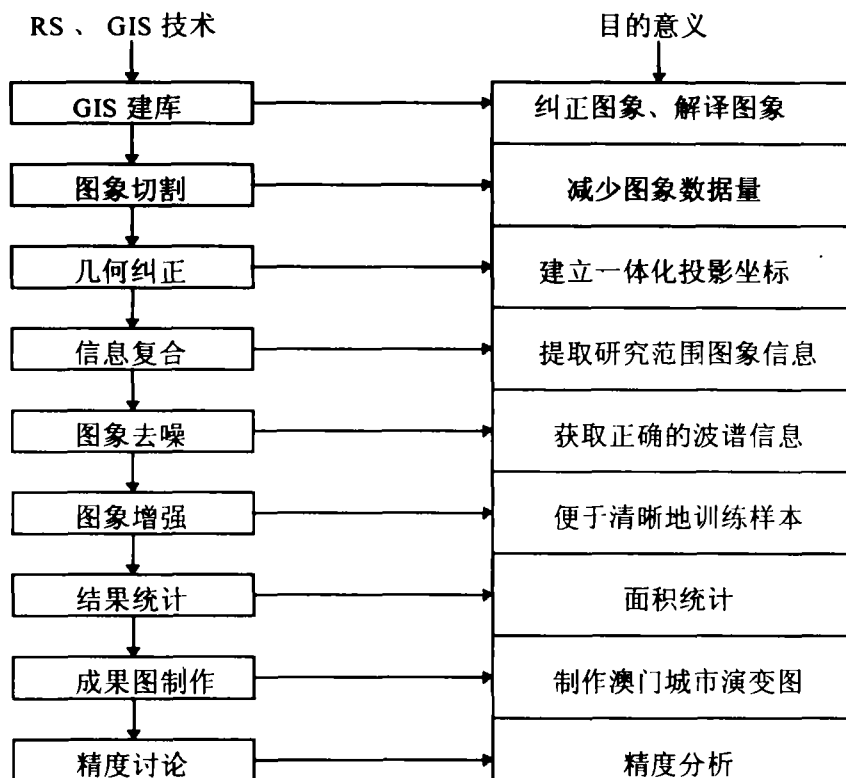 RS 、 GIS 技术 目的意义
GIS 建库 纠正图象、解译图象
图象切割 减少图象数据量
几何纠正 建立一体化投影坐标
信息复合 提取研究范围图象信息
图象去噪 获取正确的波谱信息
图象增强 便于清晰地训练样本
结果统计 面积统计
成果图制作 制作澳门城市演变图
精度讨论 精度分析